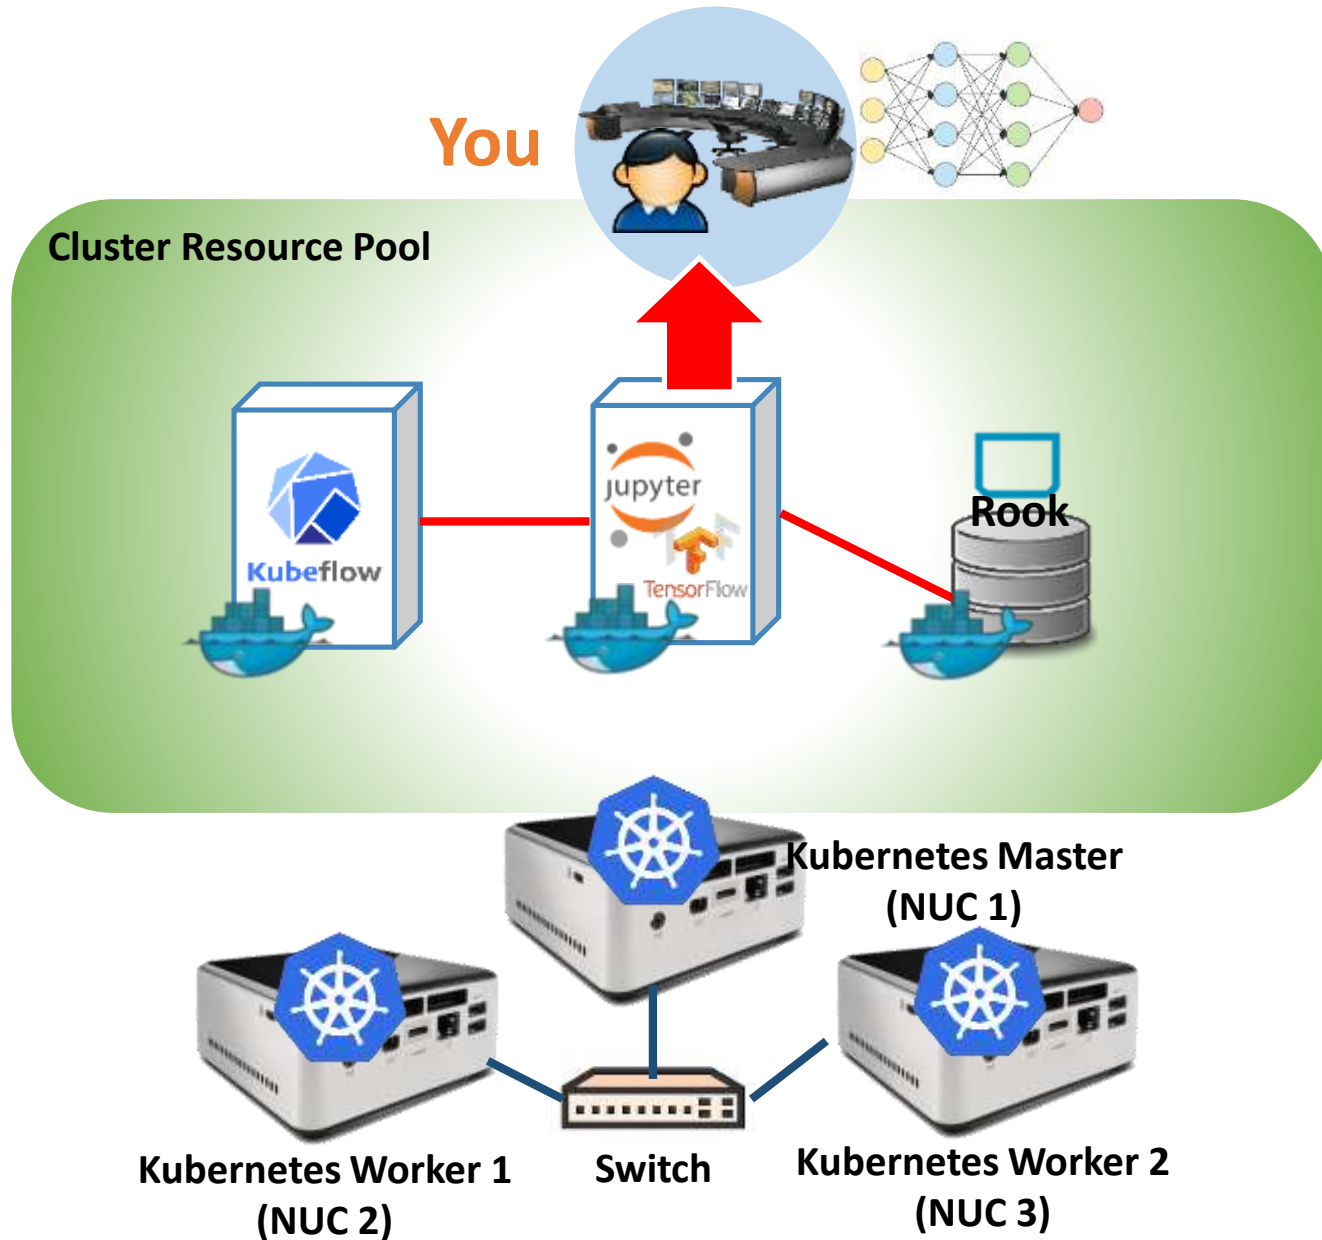 You
Cluster Resource Pool
Kubeflow
jupyter
TensorFlow
Rook
Kubernetes Master
(NUC 1)
Kubernetes Worker 1
(NUC 2)
Switch
Kubernetes Worker 2
(NUC 3)